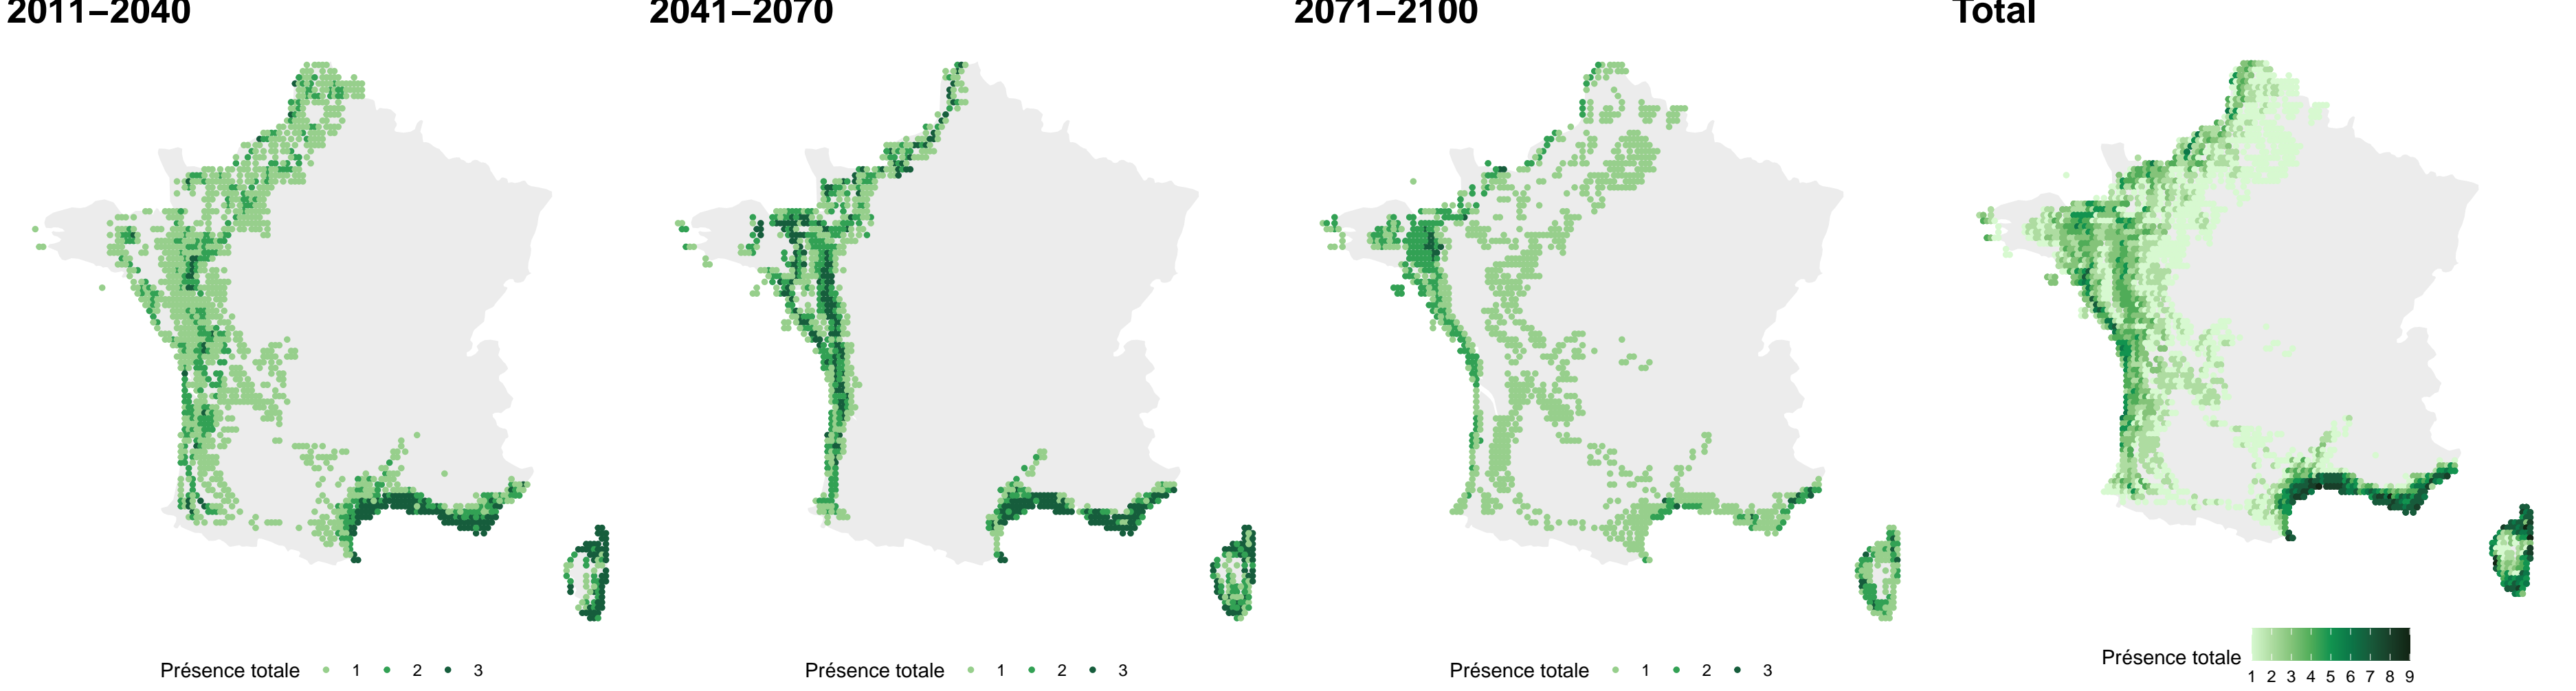 2011–2040 2041–2070 2071–2100 Total
Présence totale 1 2 3 Présence totale 1 2 3 Présence totale 1 2 3 Présence totale
1 2 3 4 5 6 7 8 9